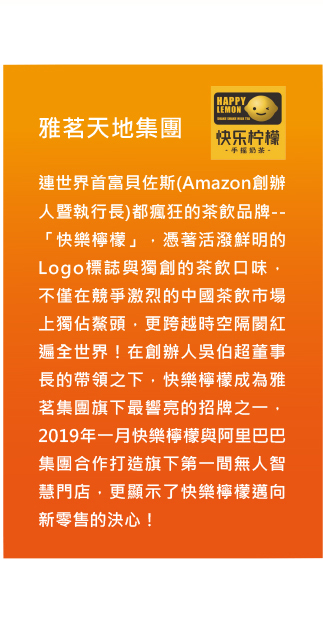 HAPPY
LEMON
快乐柠檬
-手摇奶茶-
雅茗天地集團
連世界首富貝佐斯(Amazon創辦
人暨執行長)都瘋狂的茶飲品牌--
「快樂檸檬」，憑著活潑鮮明的
Logo標誌與獨創的茶飲口味，
不僅在競爭激烈的中國茶飲市場
上獨佔鰲頭，更跨越時空隔閡紅
遍全世界！在創辦人吳伯超董事
長的帶領之下，快樂檸檬成為雅
茗集團旗下最響亮的招牌之一，
2019年一月快樂檸檬與阿里巴巴
集團合作打造旗下第一間無人智
慧門店，更顯示了快樂檸檬邁向
新零售的決心！